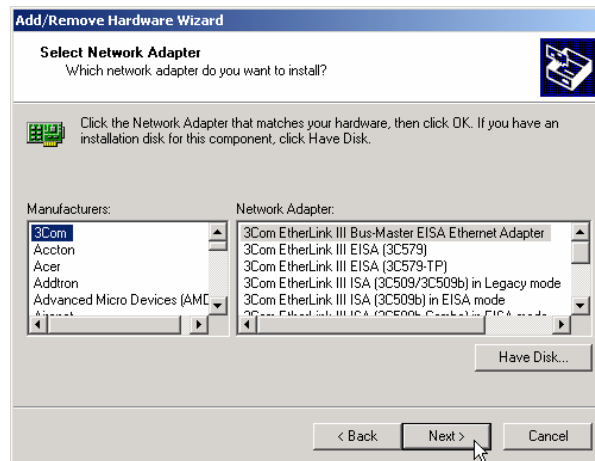 Add/Remove Hardware Wizard
Select Network Adapter
Which network adapter do you want to install?
Click the Network Adapter that matches your hardware, then click OK. If you have an
installation disk for this component, click Have Disk.
Manufacturers:
3Com
Accton
Acer
Addtron
Advanced Micro Devices (AMD
Network Adapter:
3Com EtherLink III Bus-Master EISA Ethernet Adapter
3Com EtherLink III EISA (3C579)
3Com EtherLink III EISA (3C579-TP)
3Com EtherLink III ISA (3C509/3C509b) in Legacy mode
3Com EtherLink III ISA (3C509b) in EISA mode
Have Disk...
< Back
Next >
Cancel